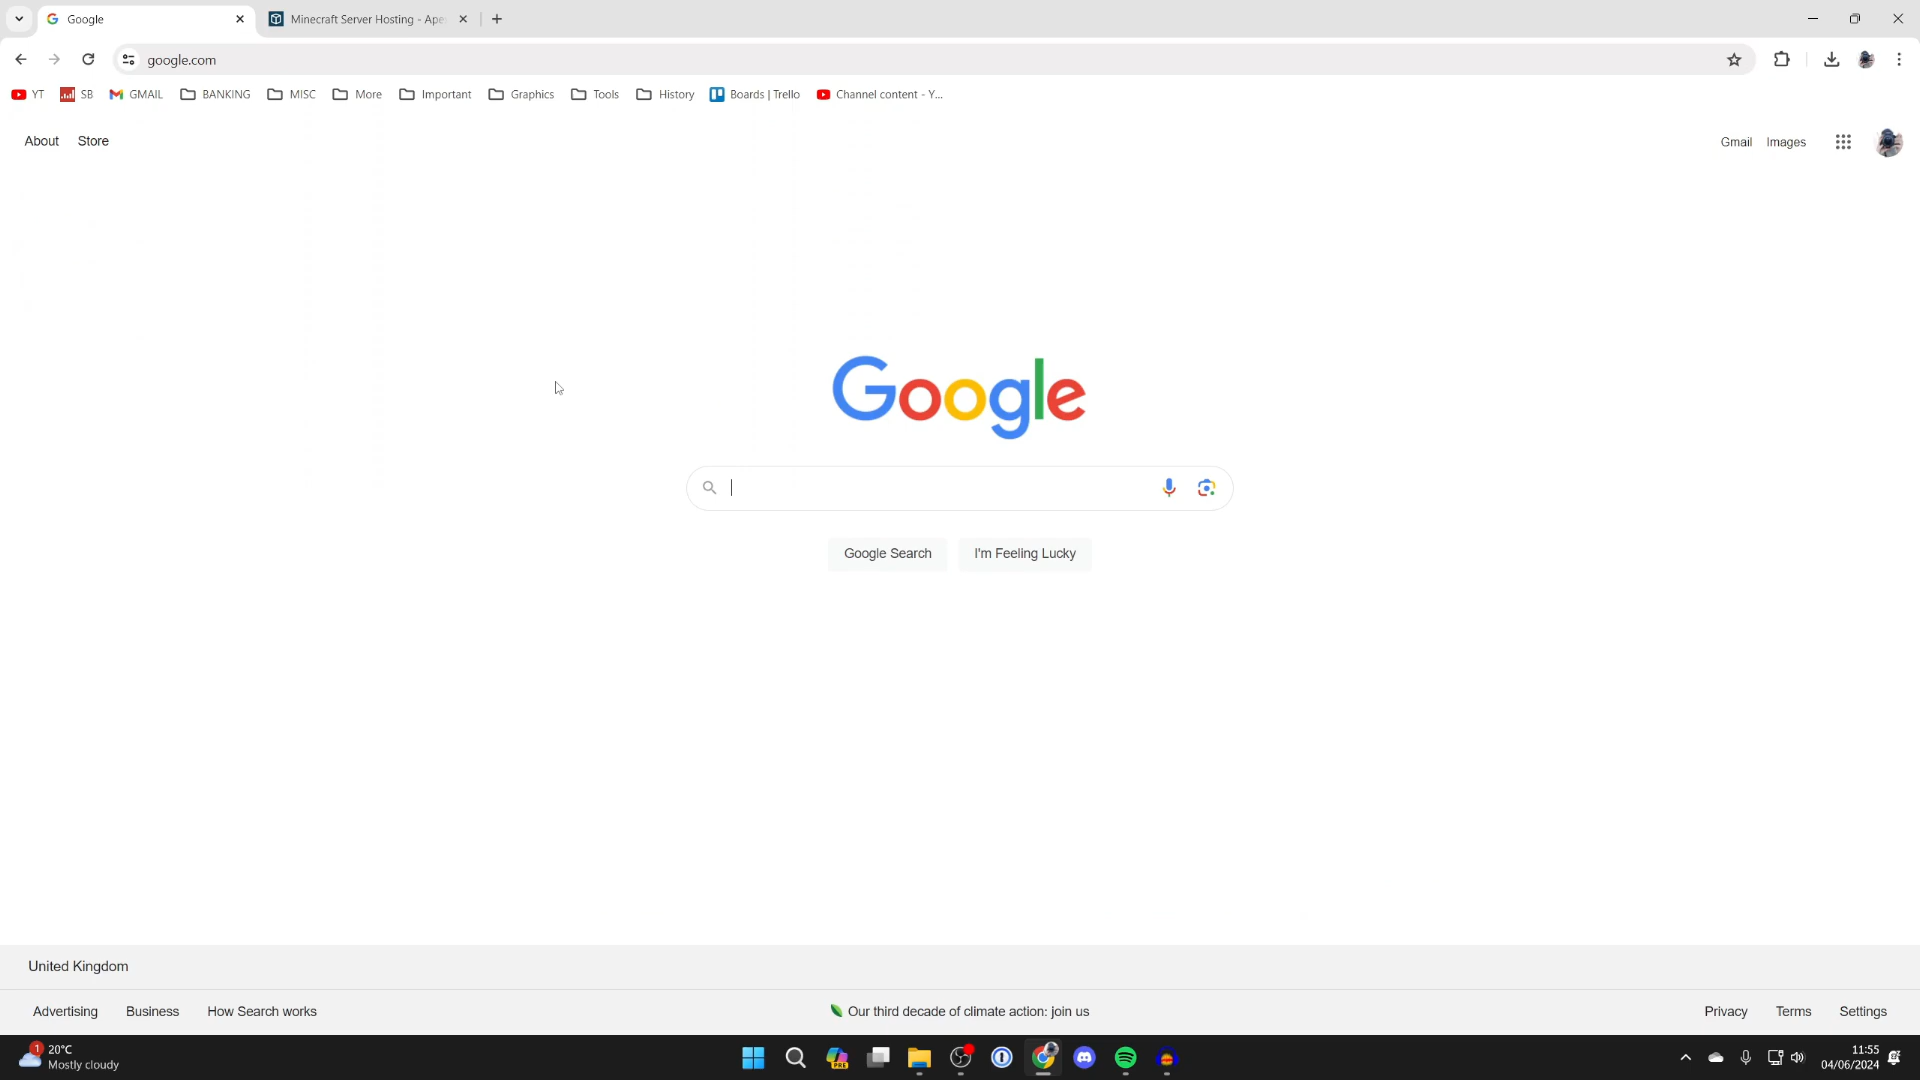 Google
Minecraft Server Hosting - Ape
google.com
YT
SB
GMAIL
BANKING
MISC
More
Important
Graphics
Tools
History
Boards | Trello
Channel content - Y...
About
Store
Gmail
Images
Google
Google Search
I'm Feeling Lucky
United Kingdom
Advertising
Business
How Search works
Our third decade of climate action: join us
Privacy
Terms
Settings
1
20°C
Mostly cloudy
PRE
11:55
04/06/2024